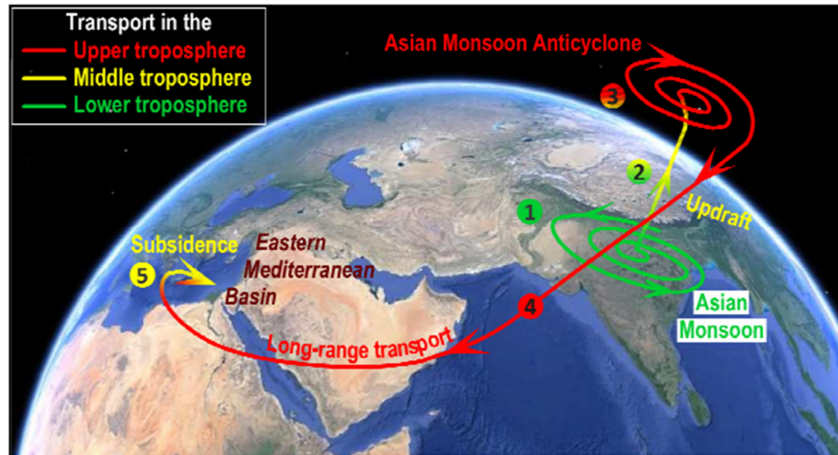 Transport in the
Upper troposphere
Middle troposphere
Lower troposphere
Asian Monsoon Anticyclone
3
2
1
Updraft
Subsidence
5
Eastern
Mediterranean
Basin
4
Asian
Monsoon
Long-range transport